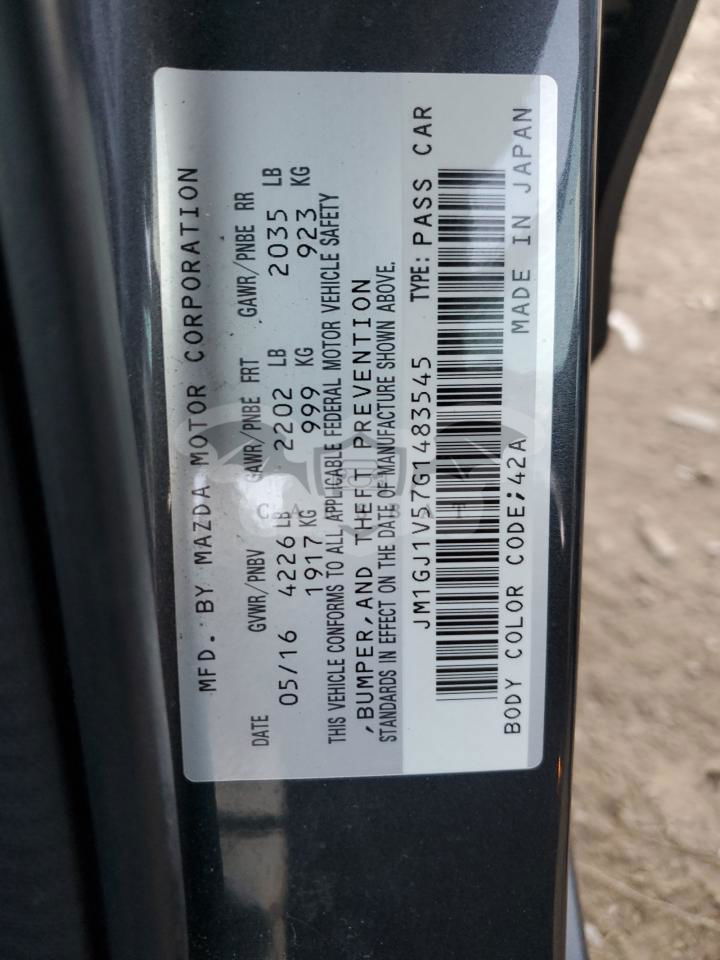 MFD. BY MAZDA MOTOR CORPORATION
DATE GVWR/PNBV GAWR/PNBE FRT GAWR/PNBE RR
05/16 4226 LB 2202 LB 2035 LB
1917 KG 999 KG 923 KG
THIS VEHICLE CONFORMS TO ALL APPLICABLE FEDERAL MOTOR VEHICLE SAFETY
,BUMPER,AND THEFT PREVENTION
STANDARDS IN EFFECT ON THE DATE OF MANUFACTURE SHOWN ABOVE.
JM1GJ1V57G1483545 TYPE: PASS CAR
BODY COLOR CODE;42A MADE IN JAPAN